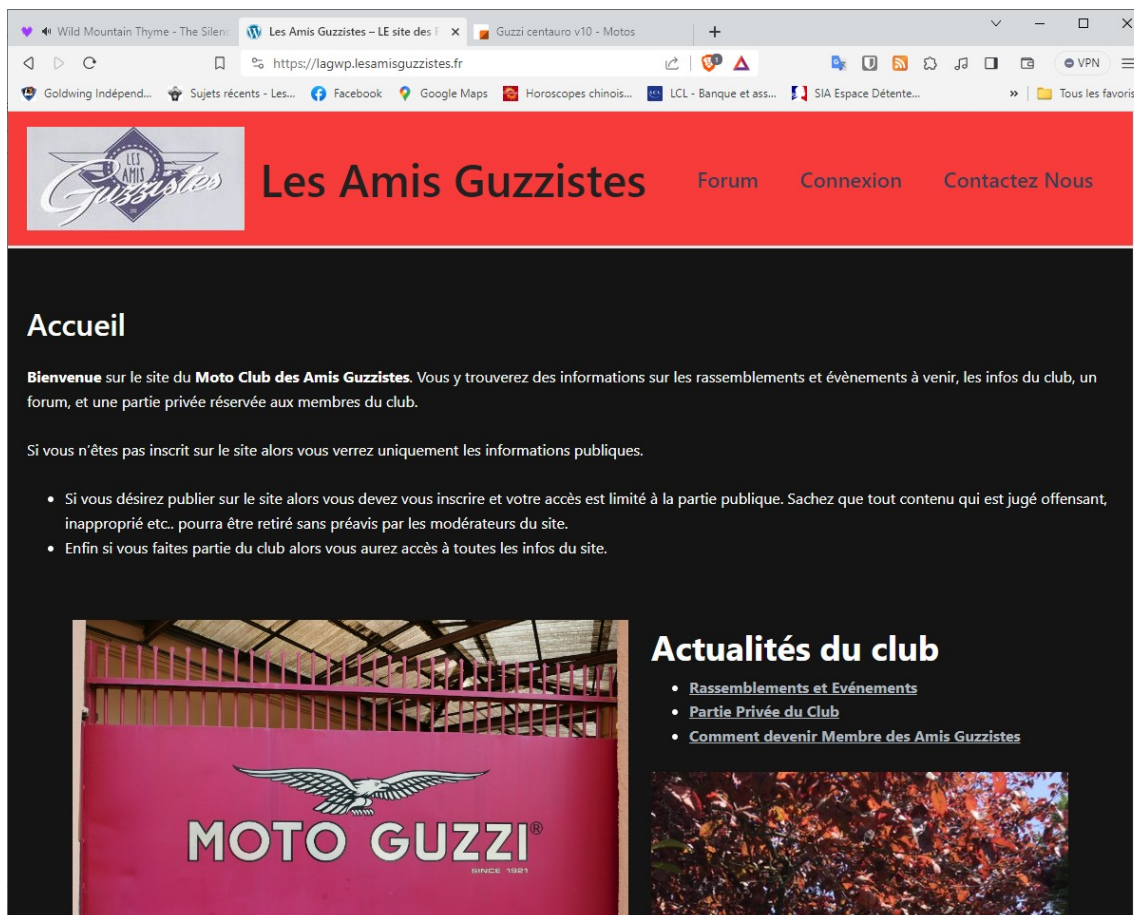 Wild Mountain Thyme - The Silenc
Les Amis Guzzistes – LE site des F
Guzzi centauro v10 - Motos
https://lagwp.lesamisguzzistes.fr
VPN
Goldwing Indépend...
Sujets récents - Les...
Facebook
Google Maps
Horoscopes chinois...
LCL - Banque et ass...
SIA Espace Détente...
»
Tous les favoris
LES
AMIS
Guzzistes
Les Amis Guzzistes
Forum
Connexion
Contactez Nous
Accueil
Bienvenue sur le site du Moto Club des Amis Guzzistes. Vous y trouverez des informations sur les rassemblements et évènements à venir, les infos du club, un
forum, et une partie privée réservée aux membres du club.
Si vous n'êtes pas inscrit sur le site alors vous verrez uniquement les informations publiques.
• Si vous désirez publier sur le site alors vous devez vous inscrire et votre accès est limité à la partie publique. Sachez que tout contenu qui est jugé offensant,
inapproprié etc.. pourra être retiré sans préavis par les modérateurs du site.
• Enfin si vous faites partie du club alors vous aurez accès à toutes les infos du site.
MOTO GUZZI®
SINCE 1921
Actualités du club
• Rassemblements et Evénements
• Partie Privée du Club
• Comment devenir Membre des Amis Guzzistes